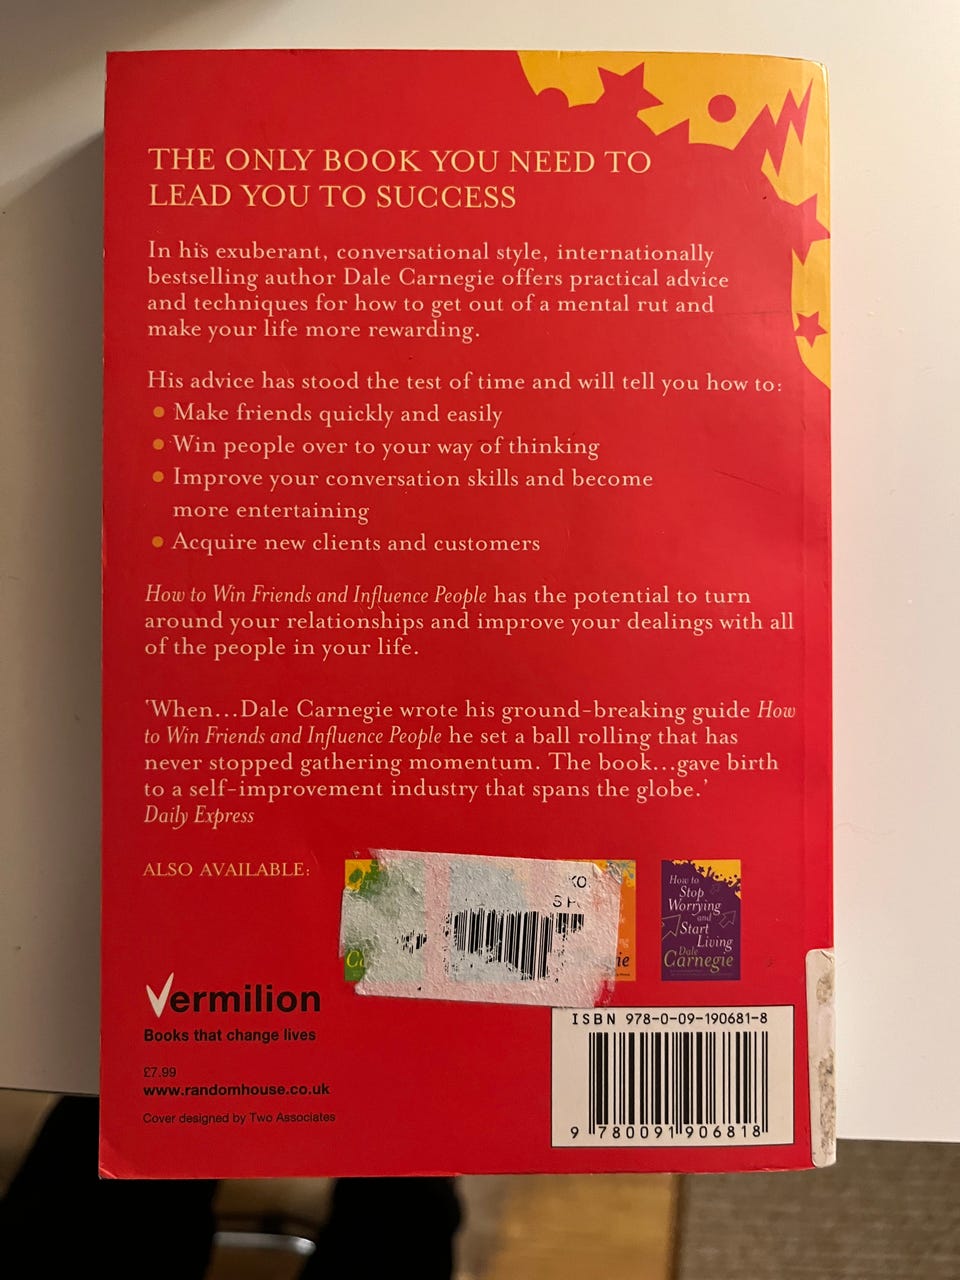 THE ONLY BOOK YOU NEED TO
LEAD YOU TO SUCCESS
In his exuberant, conversational style, internationally
bestselling author Dale Carnegie offers practical advice
and techniques for how to get out of a mental rut and
make your life more rewarding.
His advice has stood the test of time and will tell you how to:
• Make friends quickly and easily
• Win people over to your way of thinking
• Improve your conversation skills and become
more entertaining
• Acquire new clients and customers
How to Win Friends and Influence People has the potential to turn
around your relationships and improve your dealings with all
of the people in your life.
'When...Dale Carnegie wrote his ground-breaking guide How
to Win Friends and Influence People he set a ball rolling that has
never stopped gathering momentum. The book...gave birth
to a self-improvement industry that spans the globe.'
Daily Express
ALSO AVAILABLE:
How to
Stop
Worrying
and
Start
Living
Dale
Carnegie
Vermilion
Books that change lives
£7.99
www.randomhouse.co.uk
Cover designed by Two Associates
ISBN 978-0-09-190681-8
9 780091 906818